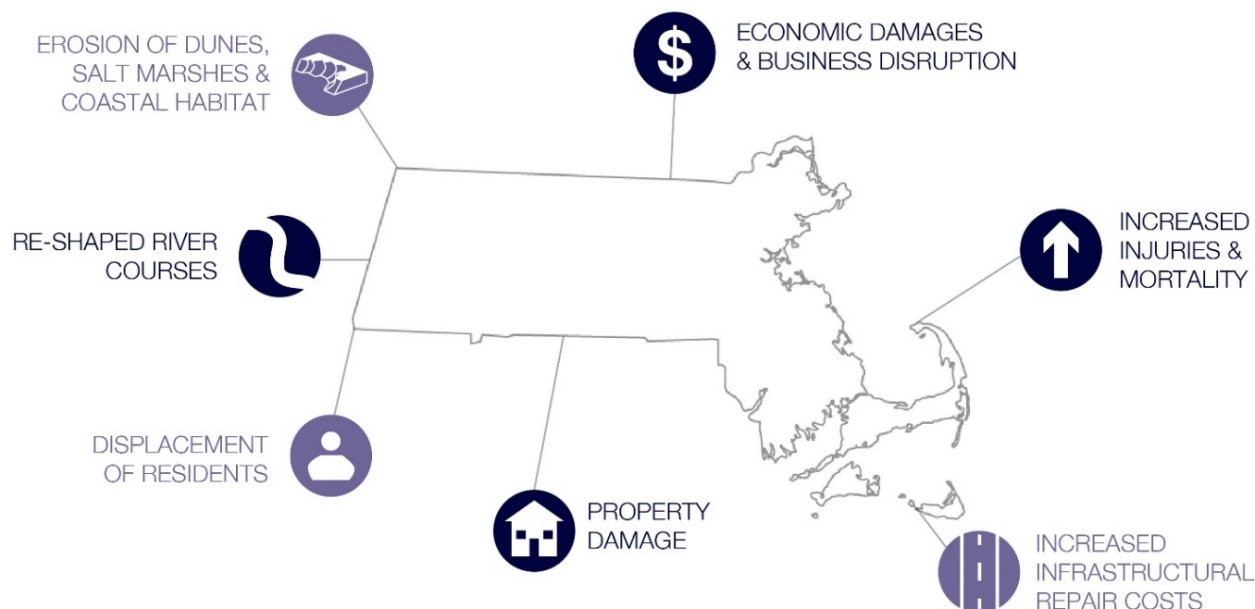 EROSION OF DUNES,
SALT MARSHES &
COASTAL HABITAT
$
ECONOMIC DAMAGES
& BUSINESS DISRUPTION
RE-SHAPED RIVER
COURSES
INCREASED
INJURIES &
MORTALITY
DISPLACEMENT
OF RESIDENTS
PROPERTY
DAMAGE
INCREASED
INFRASTRUCTURAL
REPAIR COSTS